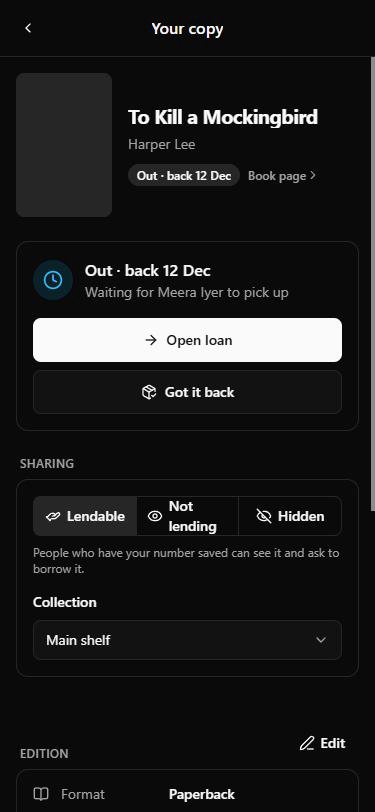 Your copy
To Kill a Mockingbird
Harper Lee
Out · back 12 Dec
Book page
Out · back 12 Dec
Waiting for Meera Iyer to pick up
Open loan
Got it back
SHARING
Lendable
Not
lending
Hidden
People who have your number saved can see it and ask to
borrow it.
Collection
Main shelf
Edit
EDITION
Format
Paperback